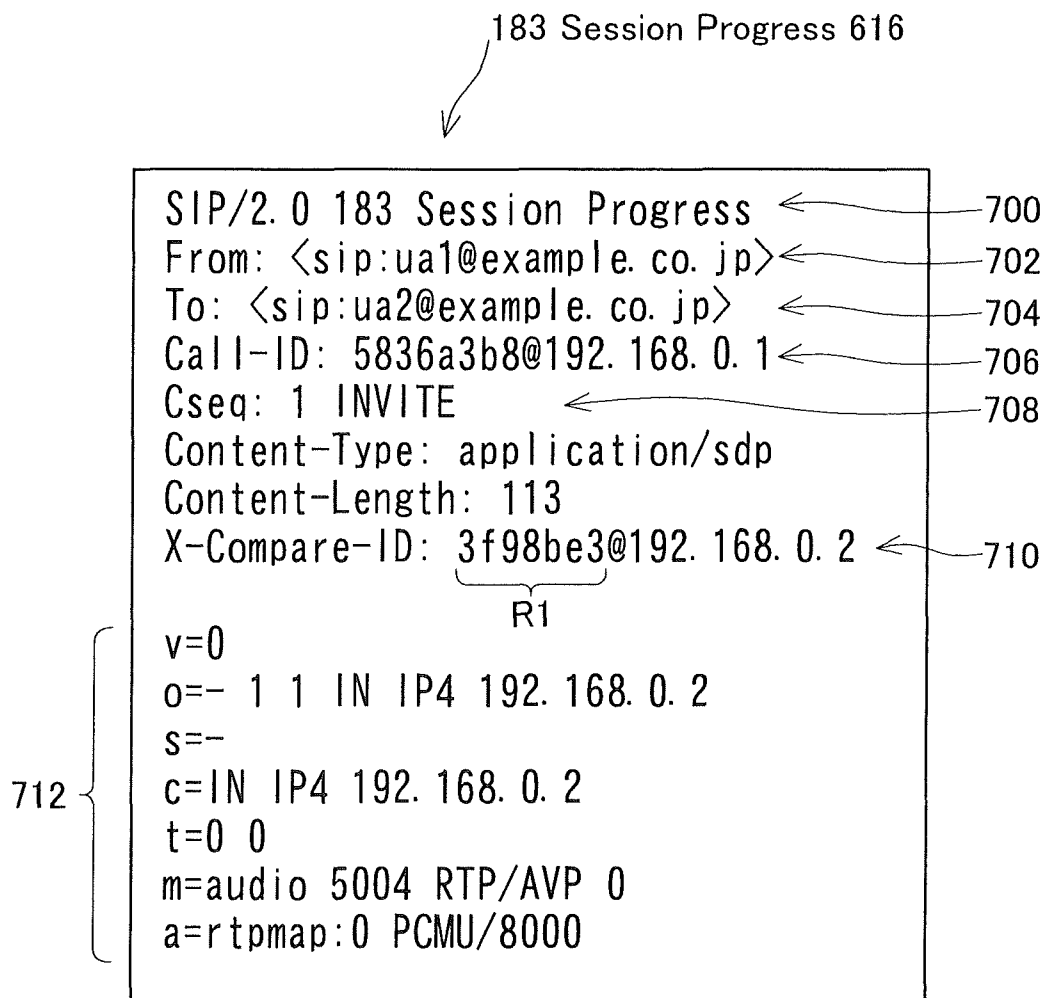 183 Session Progress 616
SIP/2.0 183 Session Progress 700
From: <sip:ua1@example.co.jp> 702
To: <sip:ua2@example.co.jp> 704
Call-ID: 5836a3b8@192.168.0.1 706
Cseq: 1 INVITE 708
Content-Type: application/sdp
Content-Length: 113
X-Compare-ID: 3f98be3@192.168.0.2 710
R1
v=0
o=- 1 1 IN IP4 192.168.0.2
s=-
712 c=IN IP4 192.168.0.2
t=0 0
m=audio 5004 RTP/AVP 0
a=rtpmap:0 PCMU/8000